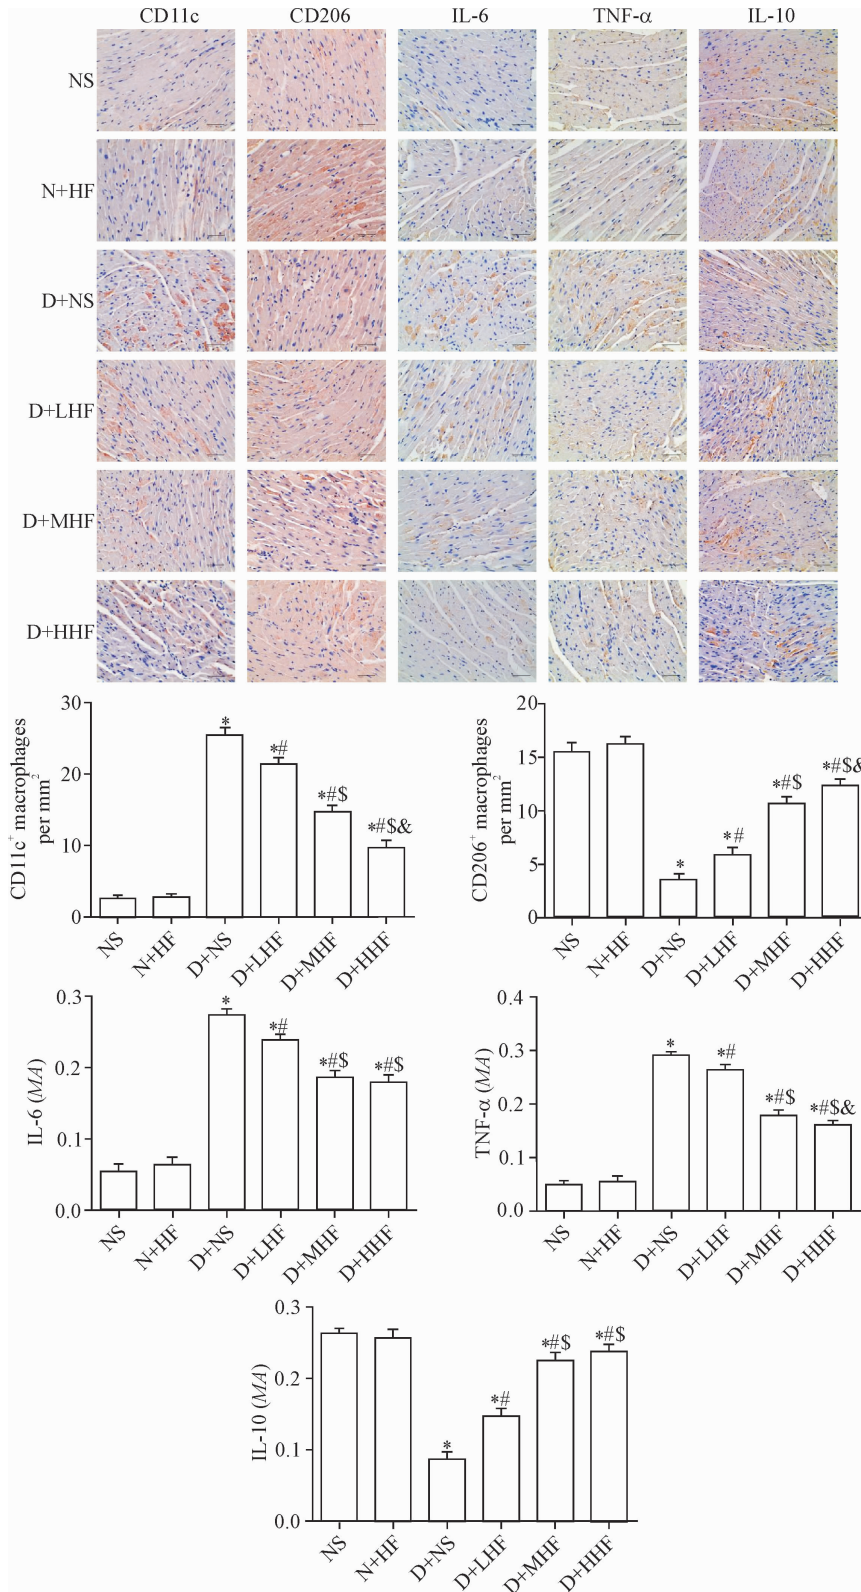 CD11c CD206 IL-6 TNF-α IL-10
NS
N+HF
D+NS
D+LHF
D+MHF
D+HHF
CD11c⁺ macrophages
per mm²
30
20
10
0
*
*#
*#$
*#$&
NS N+HF D+NS D+LHF D+MHF D+HHF
CD206⁺ macrophages
per mm²
20
15
10
5
0
*
*#
*#$
*#$&
NS N+HF D+NS D+LHF D+MHF D+HHF
IL-6 (MA)
0.3
0.2
0.1
0.0
*
*#
*#$
*#$
NS N+HF D+NS D+LHF D+MHF D+HHF
TNF-α (MA)
0.4
0.3
0.2
0.1
0.0
*
*#
*#$
*#$&
NS N+HF D+NS D+LHF D+MHF D+HHF
IL-10 (MA)
0.3
0.2
0.1
0.0
*
*#
*#$
*#$
NS N+HF D+NS D+LHF D+MHF D+HHF